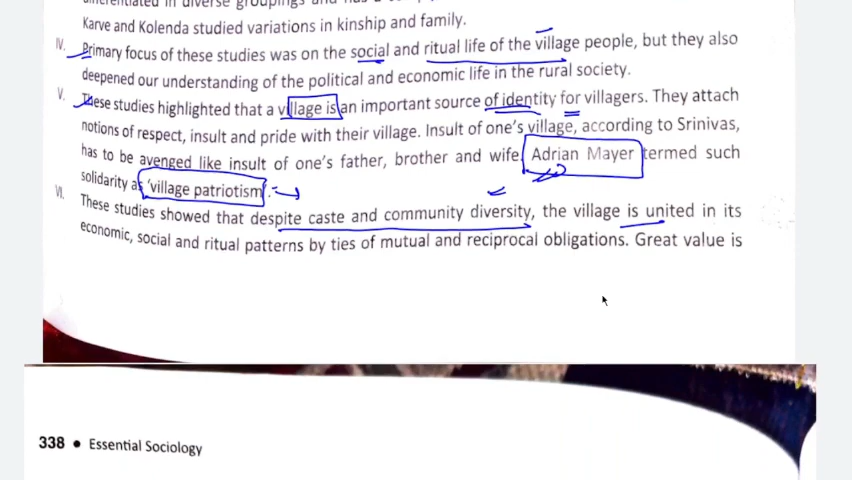 Karve and Kolenda studied variations in kinship and family.
IV. Primary focus of these studies was on the social and ritual life of the village people, but they also
deepened our understanding of the political and economic life in the rural society.
V. These studies highlighted that a village is an important source of identity for villagers. They attach
notions of respect, insult and pride with their village. Insult of one's village, according to Srinivas,
has to be avenged like insult of one's father, brother and wife. Adrian Mayer termed such
solidarity as 'village patriotism'.
VI. These studies showed that despite caste and community diversity, the village is united in its
economic, social and ritual patterns by ties of mutual and reciprocal obligations. Great value is
338 • Essential Sociology